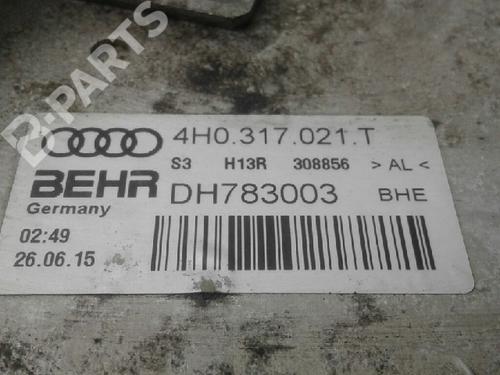 B-PARTS
4H0.317.021.T
S3 H13R 308856 > AL <
BEHR DH783003 BHE
Germany
02:49
26.06.15